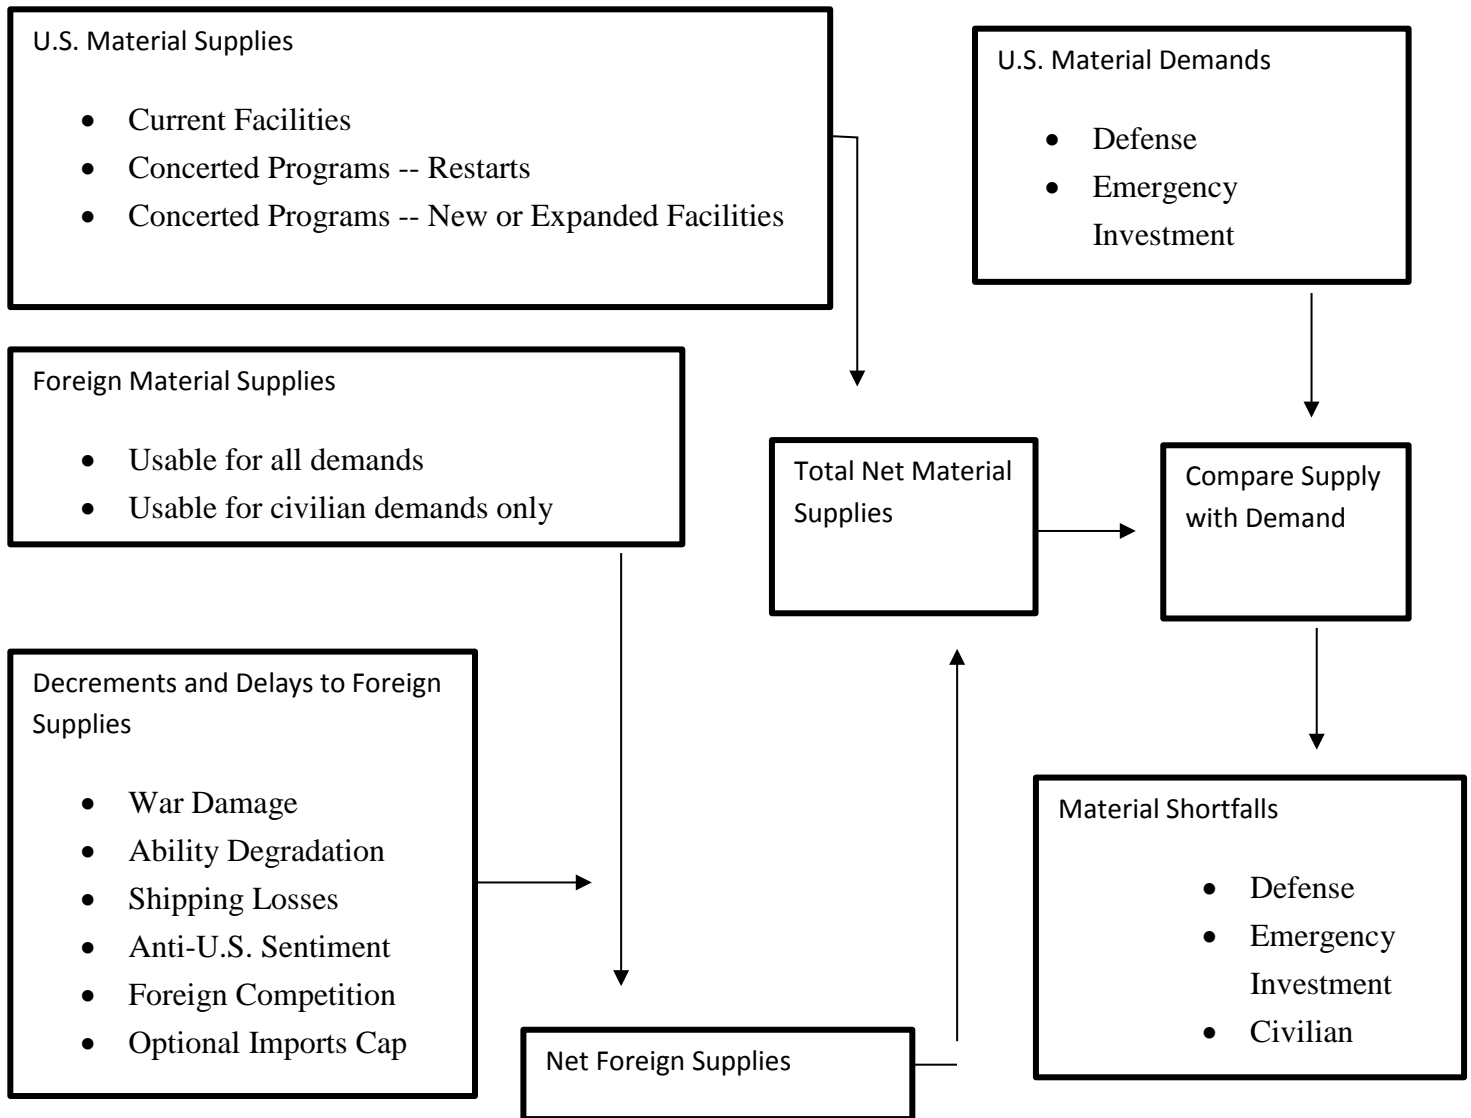 U.S. Material Supplies
• Current Facilities
• Concerted Programs -- Restarts
• Concerted Programs -- New or Expanded Facilities
U.S. Material Demands
• Defense
• Emergency
Investment
Foreign Material Supplies
• Usable for all demands
• Usable for civilian demands only
Total Net Material
Supplies
Compare Supply
with Demand
Decrements and Delays to Foreign
Supplies
• War Damage
• Ability Degradation
• Shipping Losses
• Anti-U.S. Sentiment
• Foreign Competition
• Optional Imports Cap
Net Foreign Supplies
Material Shortfalls
• Defense
• Emergency
Investment
• Civilian